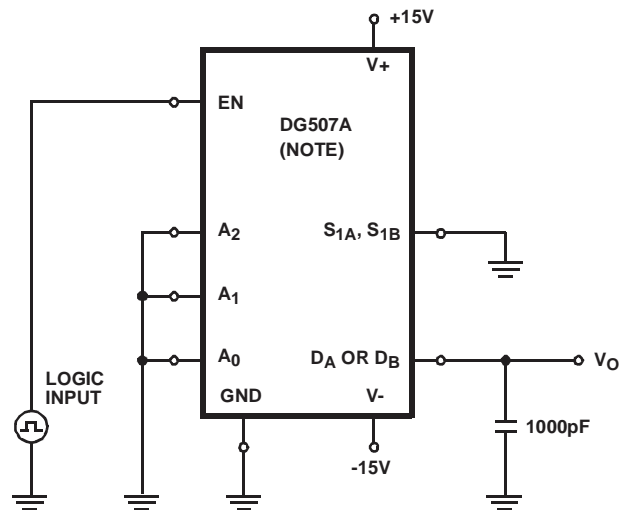 +15V
V+
EN
DG507A
(NOTE)
A2
S1A, S1B
A1
A0
DA OR DB
VO
LOGIC
INPUT
GND
V-
1000pF
-15V